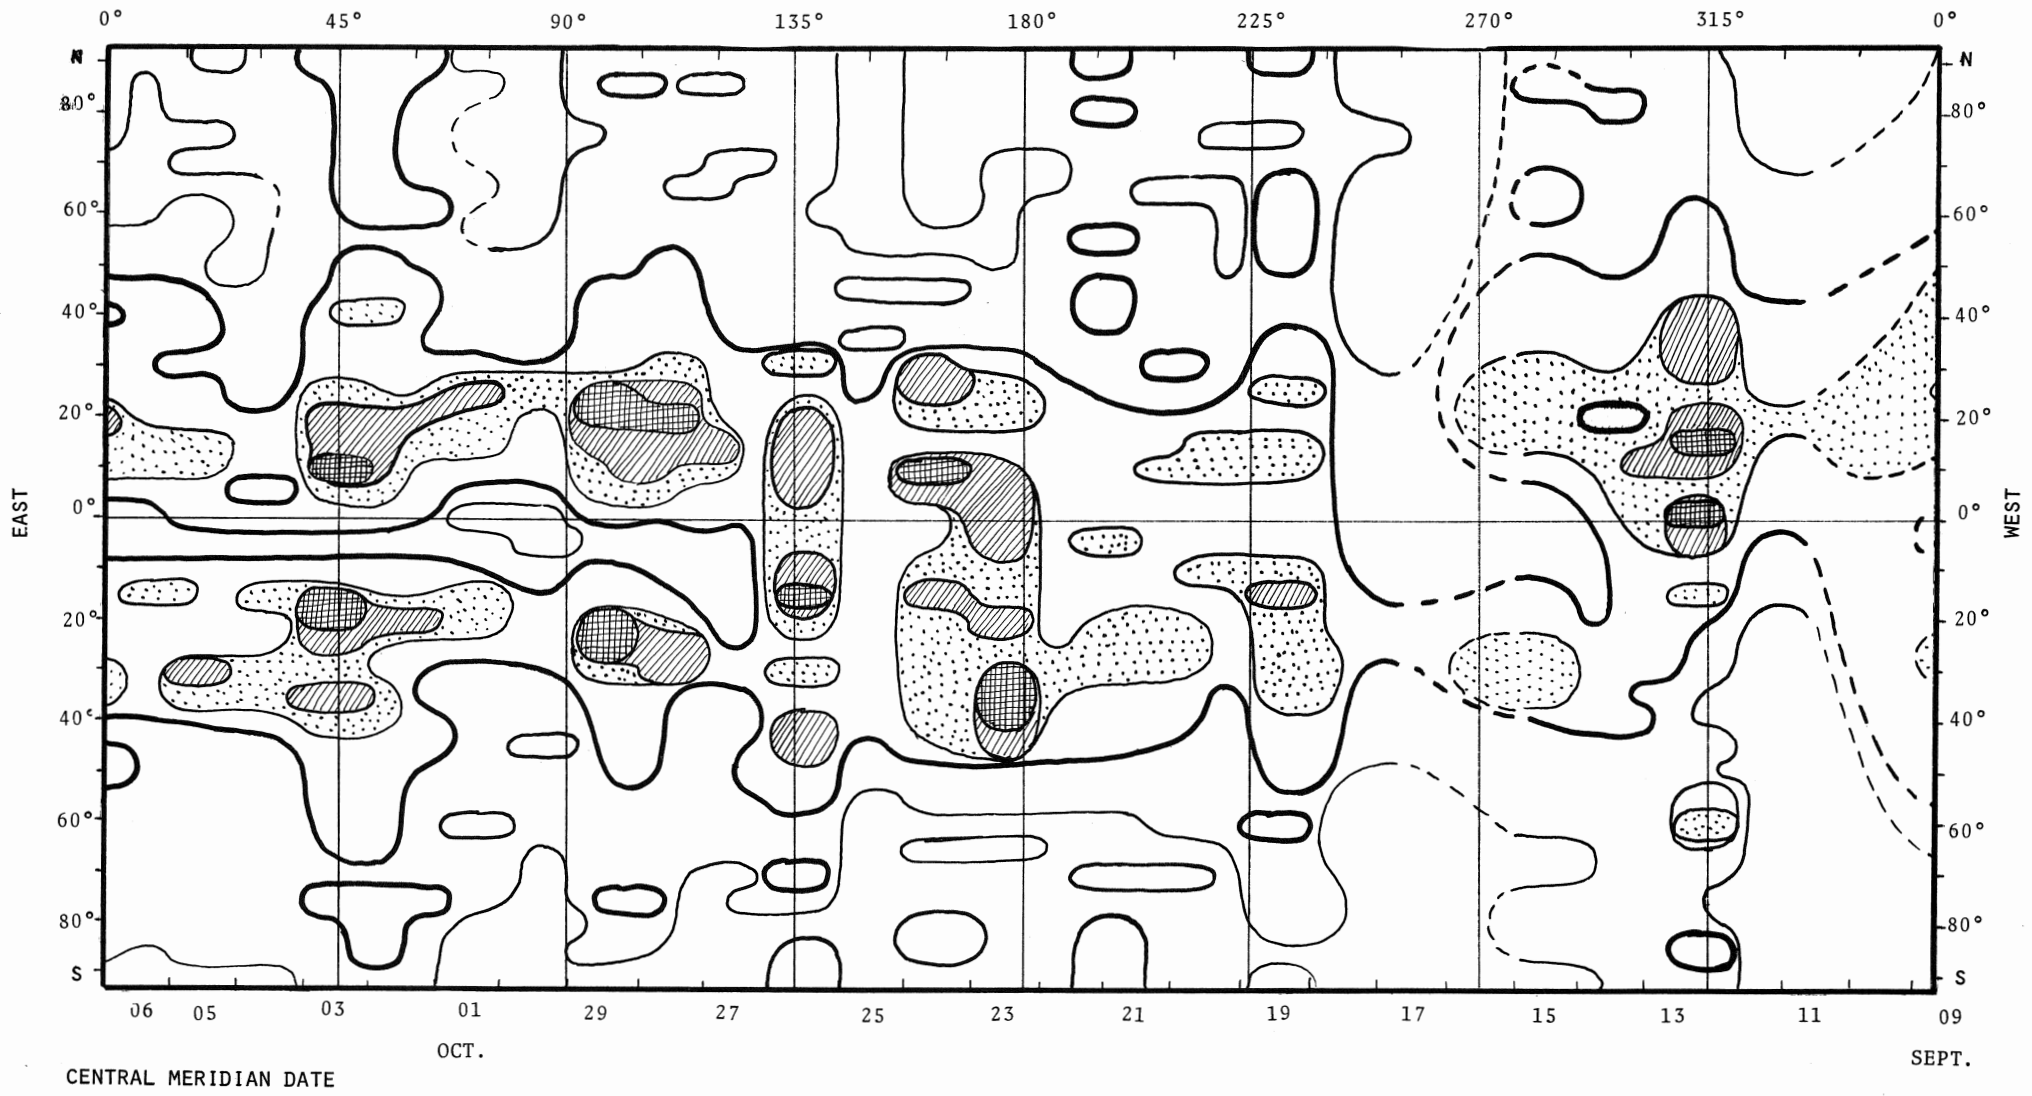 0° 45° 90° 135° 180° 225° 270° 315° 0°
N N
80° 80°
60° 60°
40° 40°
20° 20°
0° 0°
EAST WEST
20° 20°
40° 40°
60° 60°
80° 80°
S S
06 05 03 01 29 27 25 23 21 19 17 15 13 11 09
OCT. SEPT.
CENTRAL MERIDIAN DATE